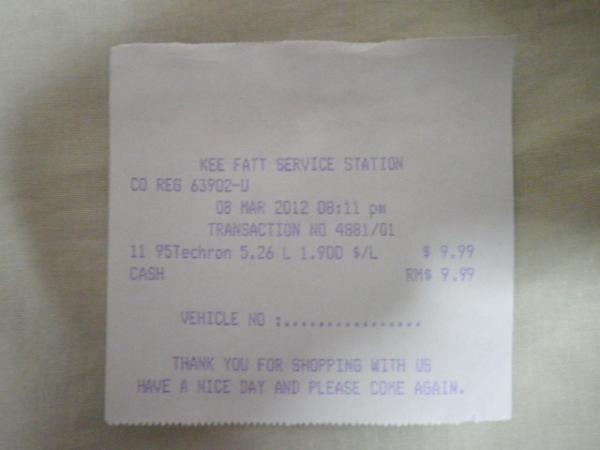 KEE FATT SERVICE STATION
CO REG 63902-U
08 MAR 2012 08:11 pm
TRANSACTION NO 4881/01
11 95Techron 5.26 L 1.900 $/L $ 9.99
CASH RM$ 9.99
VEHICLE NO :................
THANK YOU FOR SHOPPING WITH US
HAVE A NICE DAY AND PLEASE COME AGAIN.